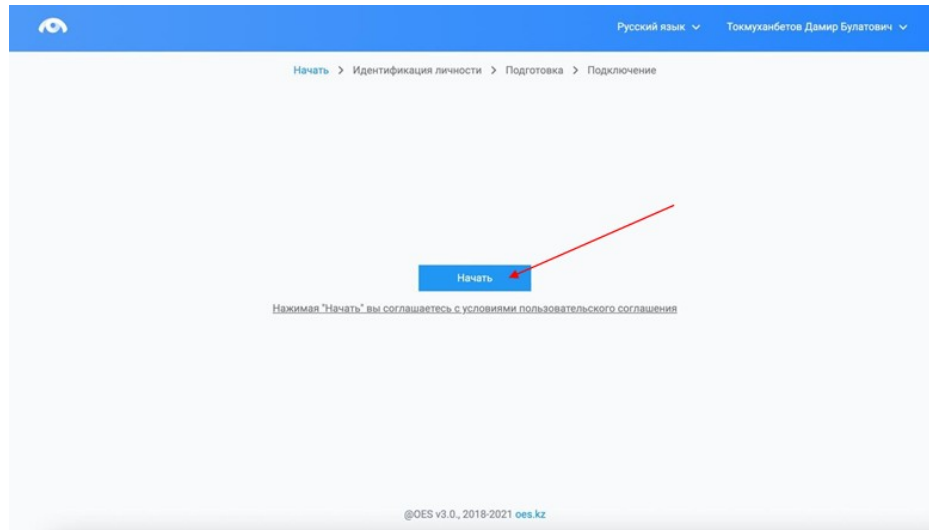 Русский язык Токмуханбетов Дамир Булатович
Начать > Идентификация личности > Подготовка > Подключение
Начать
Нажимая "Начать" вы соглашаетесь с условиями пользовательского соглашения
@OES v3.0., 2018-2021 oes.kz